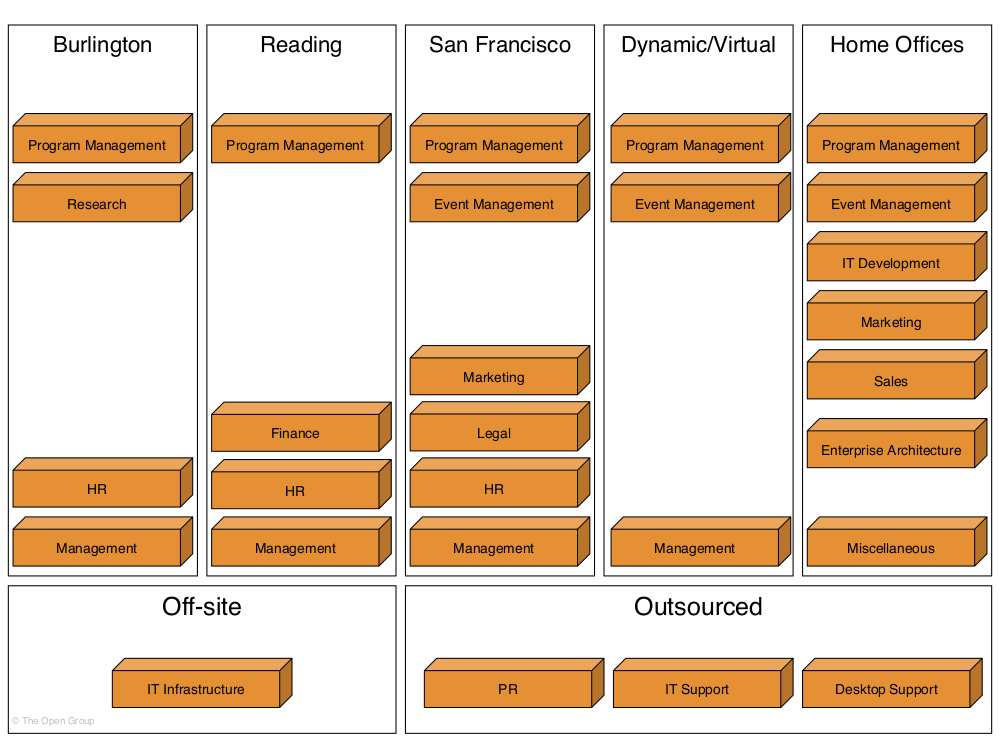 Burlington
Program Management
Research
HR
Management
Reading
Program Management
Finance
HR
Management
San Francisco
Program Management
Event Management
Marketing
Legal
HR
Management
Dynamic/Virtual
Program Management
Event Management
Management
Home Offices
Program Management
Event Management
IT Development
Marketing
Sales
Enterprise Architecture
Miscellaneous
Off-site
IT Infrastructure
© The Open Group
Outsourced
PR
IT Support
Desktop Support